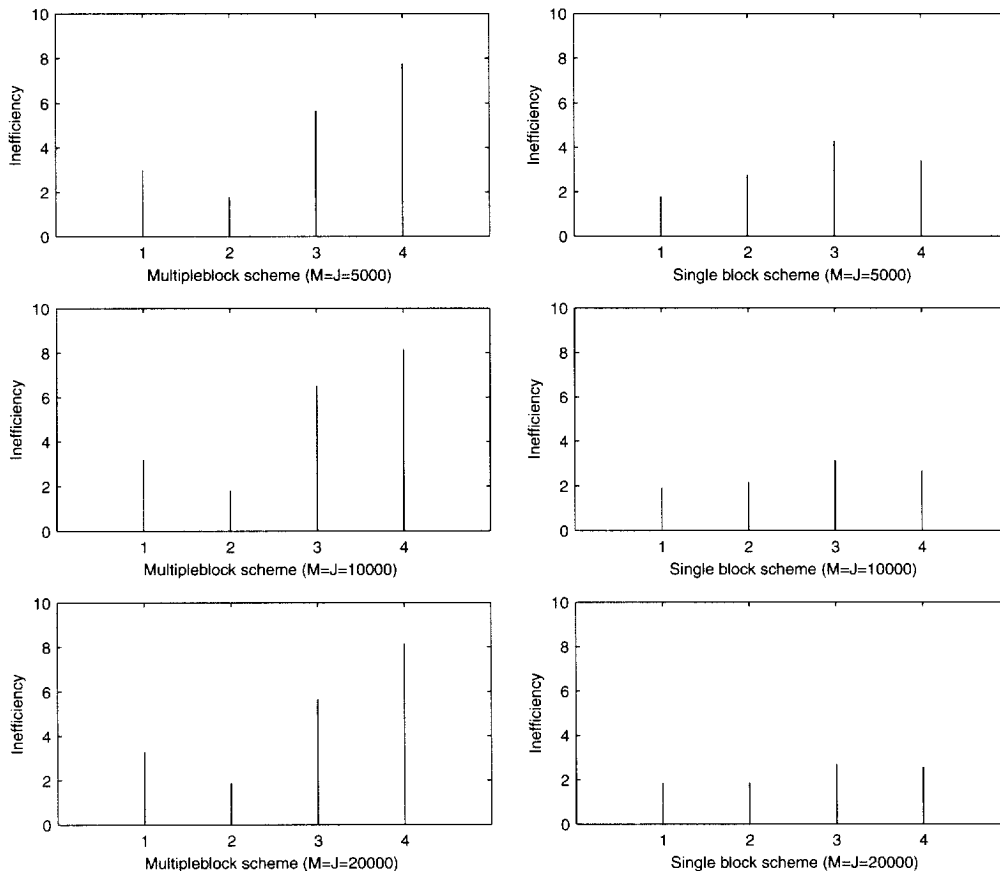 10
8
6
4
2
0
Inefficiency
1 2 3 4
Multipleblock scheme (M=J=5000)
10
8
6
4
2
0
Inefficiency
1 2 3 4
Single block scheme (M=J=5000)
10
8
6
4
2
0
Inefficiency
1 2 3 4
Multipleblock scheme (M=J=10000)
10
8
6
4
2
0
Inefficiency
1 2 3 4
Single block scheme (M=J=10000)
10
8
6
4
2
0
Inefficiency
1 2 3 4
Multipleblock scheme (M=J=20000)
10
8
6
4
2
0
Inefficiency
1 2 3 4
Single block scheme (M=J=20000)